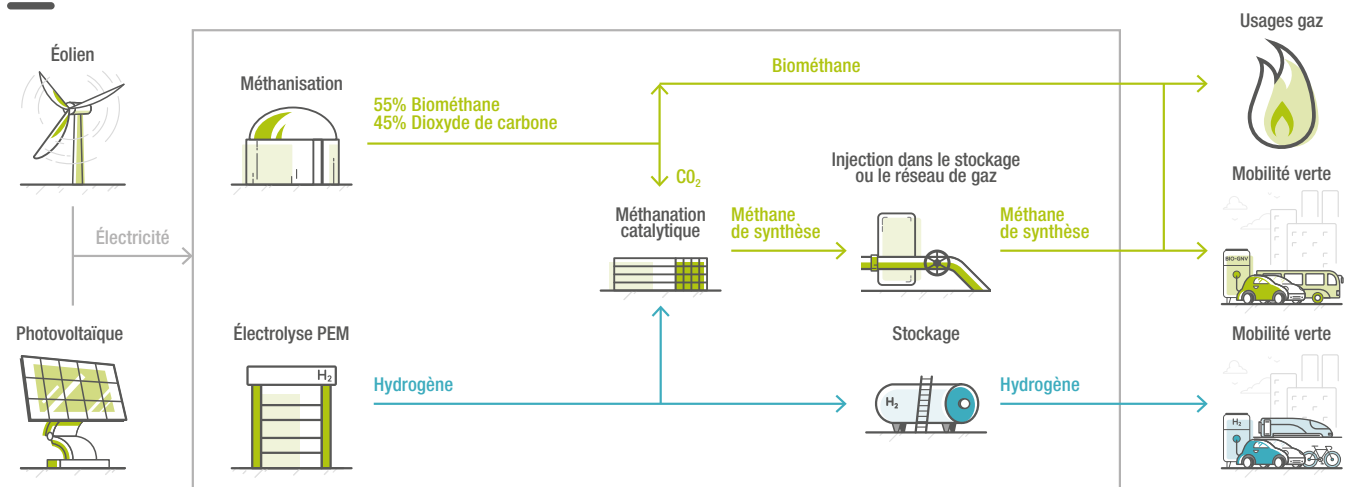 Usages gaz
Éolien
Méthanisation
Biométhane
55% Biométhane
45% Dioxyde de carbone
Injection dans le stockage
ou le réseau de gaz
Mobilité verte
CO₂
Méthanation
catalytique
Méthane
de synthèse
Méthane
de synthèse
Électricité
BIO-GNV
Photovoltaïque
Électrolyse PEM
Stockage
Mobilité verte
H₂
Hydrogène
H₂
Hydrogène
H₂